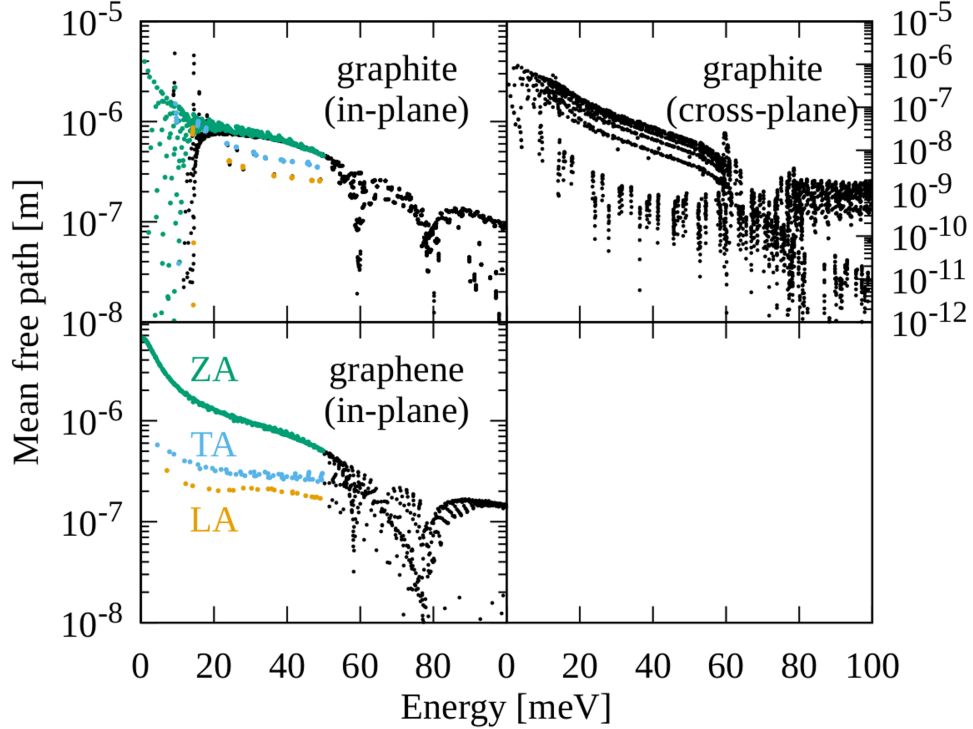 10-5
10-6
10-7
10-8
graphite
(in-plane)
graphite
(cross-plane)
10-5
10-6
10-7
10-8
10-9
10-10
10-11
10-12
Mean free path [m]
10-6
10-7
10-8
ZA
TA
LA
graphene
(in-plane)
0 20 40 60 80 0 20 40 60 80 100
Energy [meV]